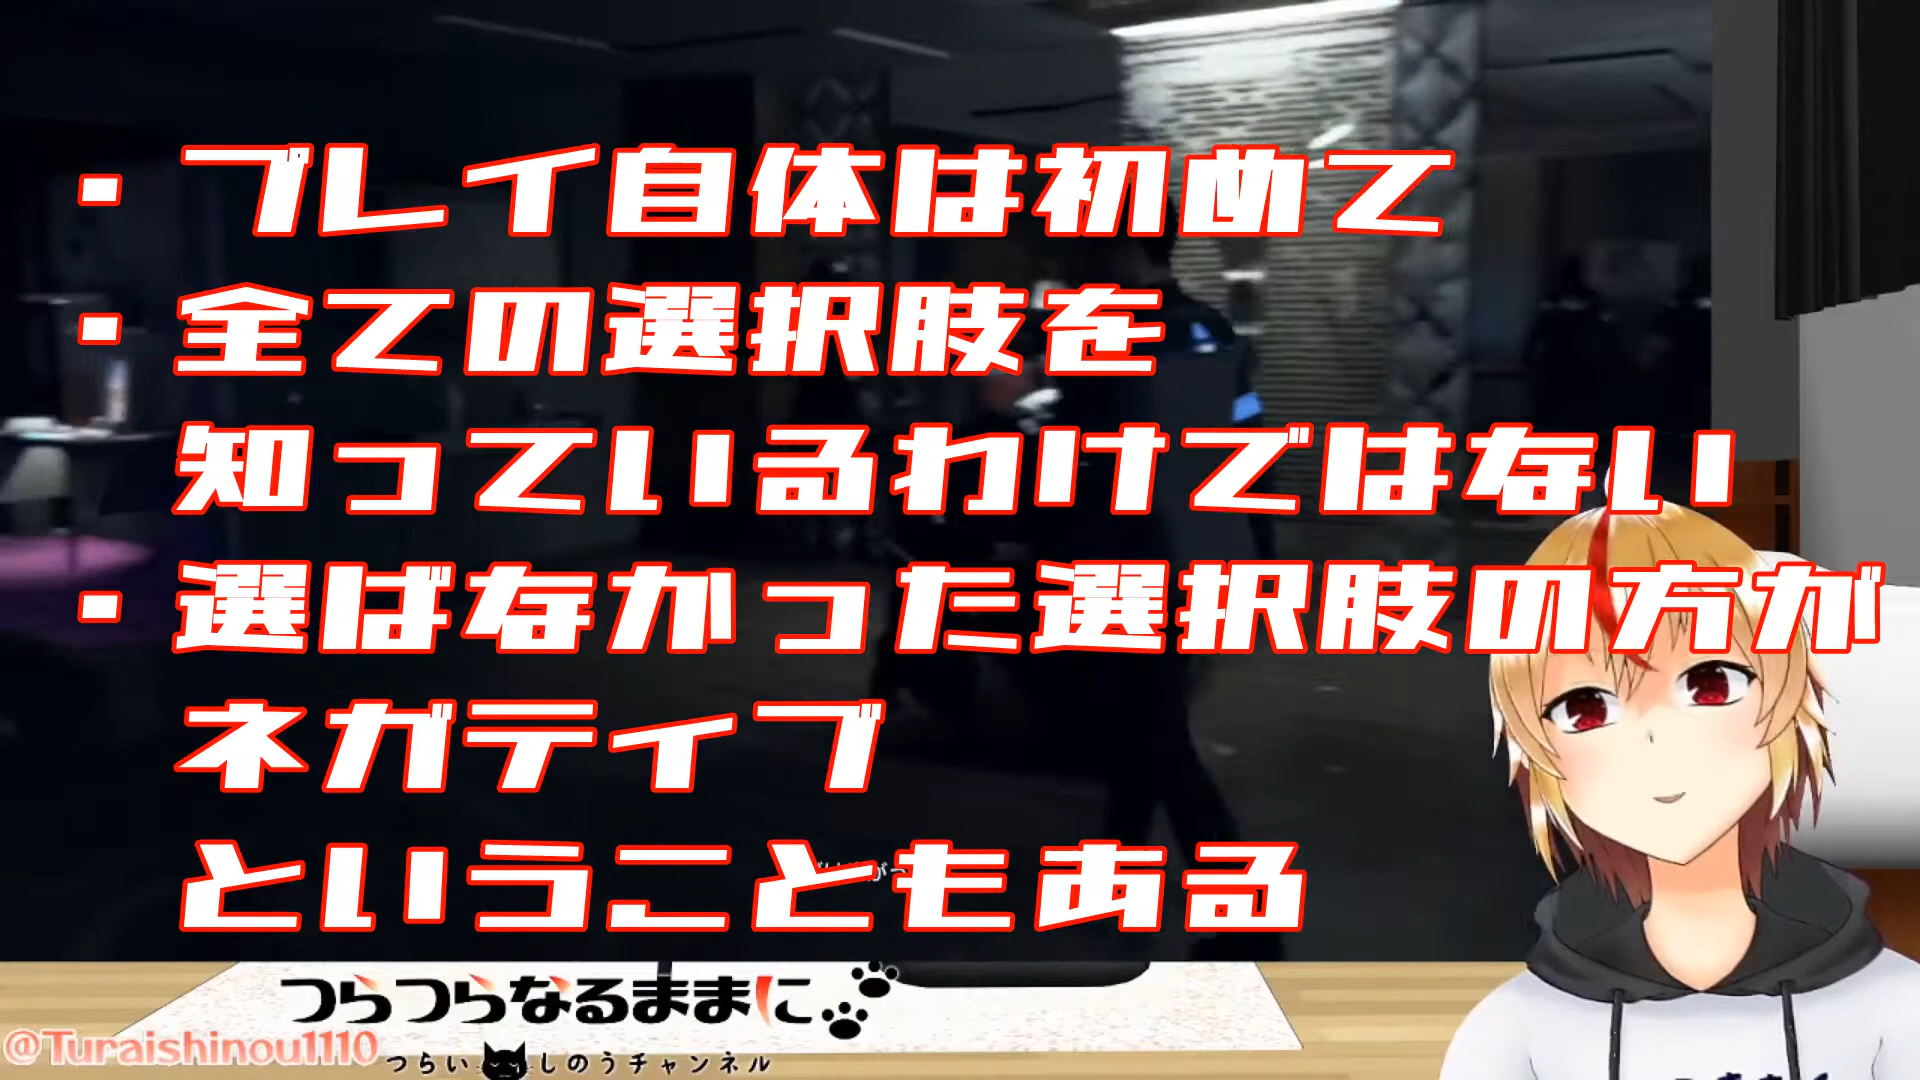 ・プレイ自体は初めて
・全ての選択肢を
知っているわけではない
・選ばなかった選択肢の方が
ネガティブ
ということもある
つらつらなるままに
@Turaishinou1110
つらいしのうチャンネル